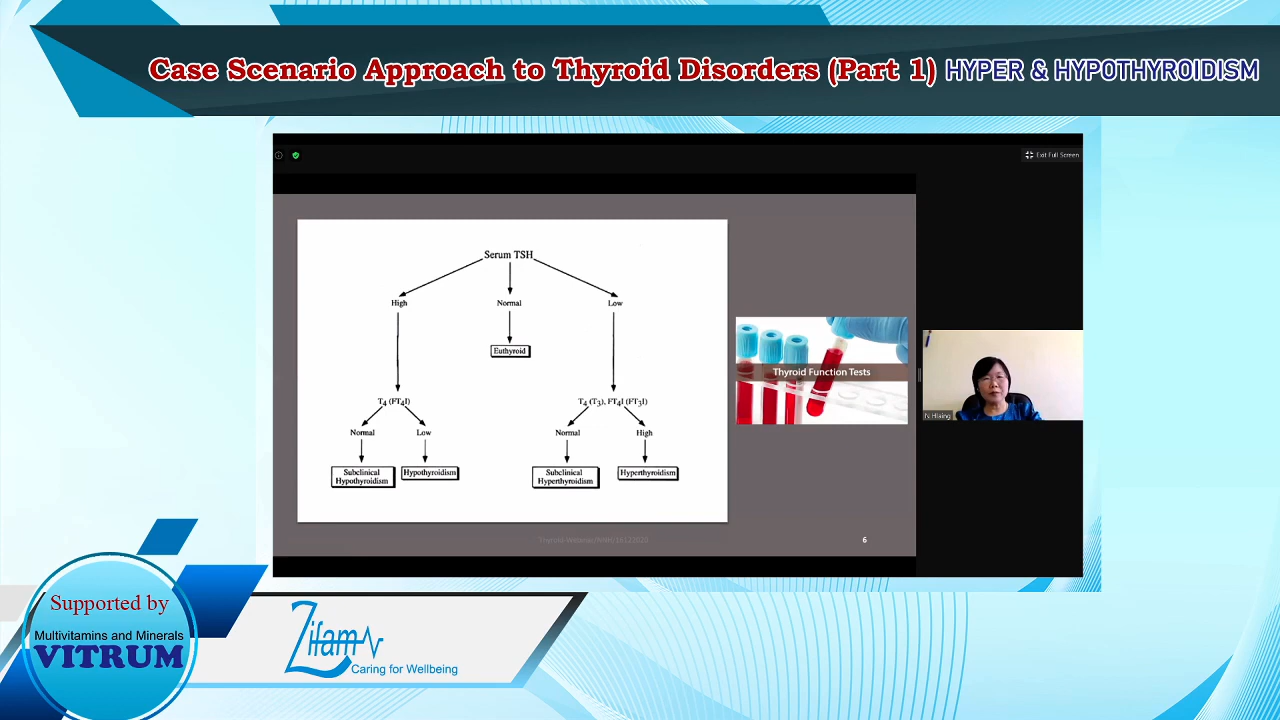 Case Scenario Approach to Thyroid Disorders (Part 1) HYPER & HYPOTHYROIDISM
Exit Full Screen
Serum TSH
High Normal Low
Euthyroid
T4 (FT4I) T4 (T3), FT4I (FT3I)
Normal Low Normal High
Subclinical Hypothyroidism
Hypothyroidism
Subclinical Hyperthyroidism
Hyperthyroidism
Thyroid Function Tests
N Hlaing
6
Supported by
Multivitamins and Minerals
VITRUM
Zifam
Caring for Wellbeing